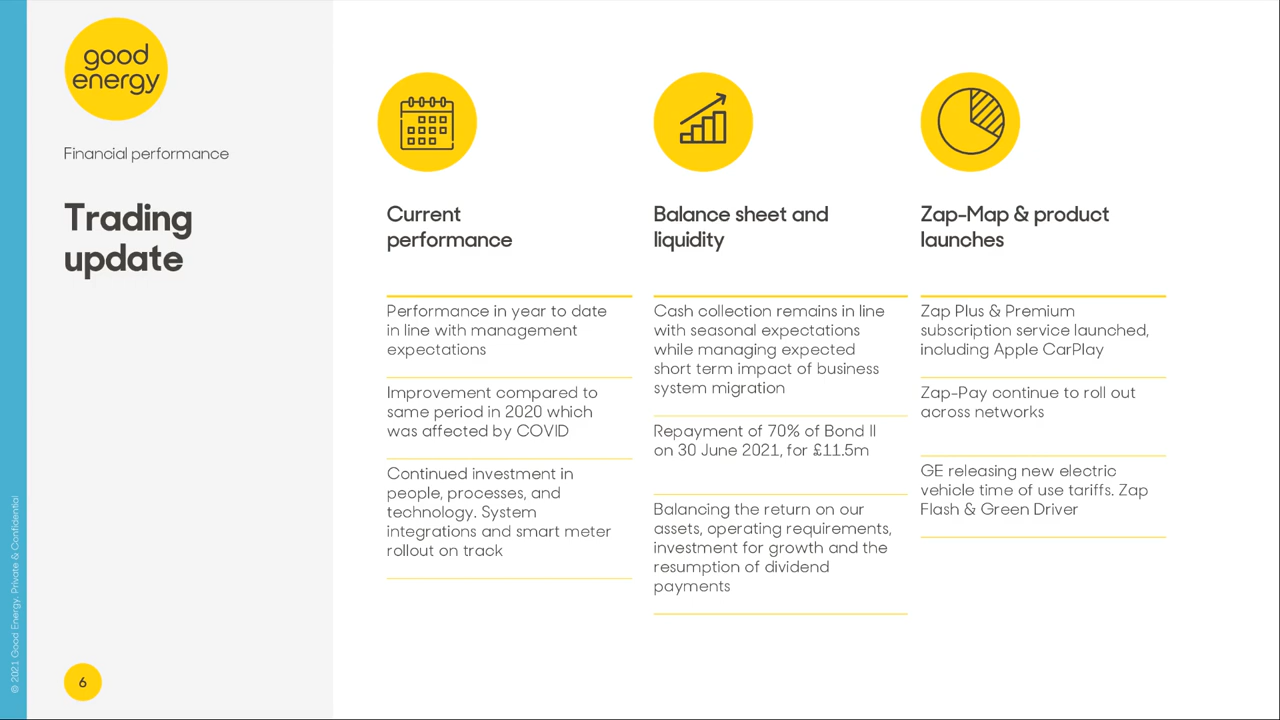 good
energy
Financial performance
Trading
update
Current
performance
Performance in year to date
in line with management
expectations
Improvement compared to
same period in 2020 which
was affected by COVID
Continued investment in
people, processes, and
technology. System
integrations and smart meter
rollout on track
Balance sheet and
liquidity
Cash collection remains in line
with seasonal expectations
while managing expected
short term impact of business
system migration
Repayment of 70% of Bond II
on 30 June 2021, for £11.5m
Balancing the return on our
assets, operating requirements,
investment for growth and the
resumption of dividend
payments
Zap-Map & product
launches
Zap Plus & Premium
subscription service launched,
including Apple CarPlay
Zap-Pay continue to roll out
across networks
GE releasing new electric
vehicle time of use tariffs. Zap
Flash & Green Driver
© 2021 Good Energy. Private & Confidential
6